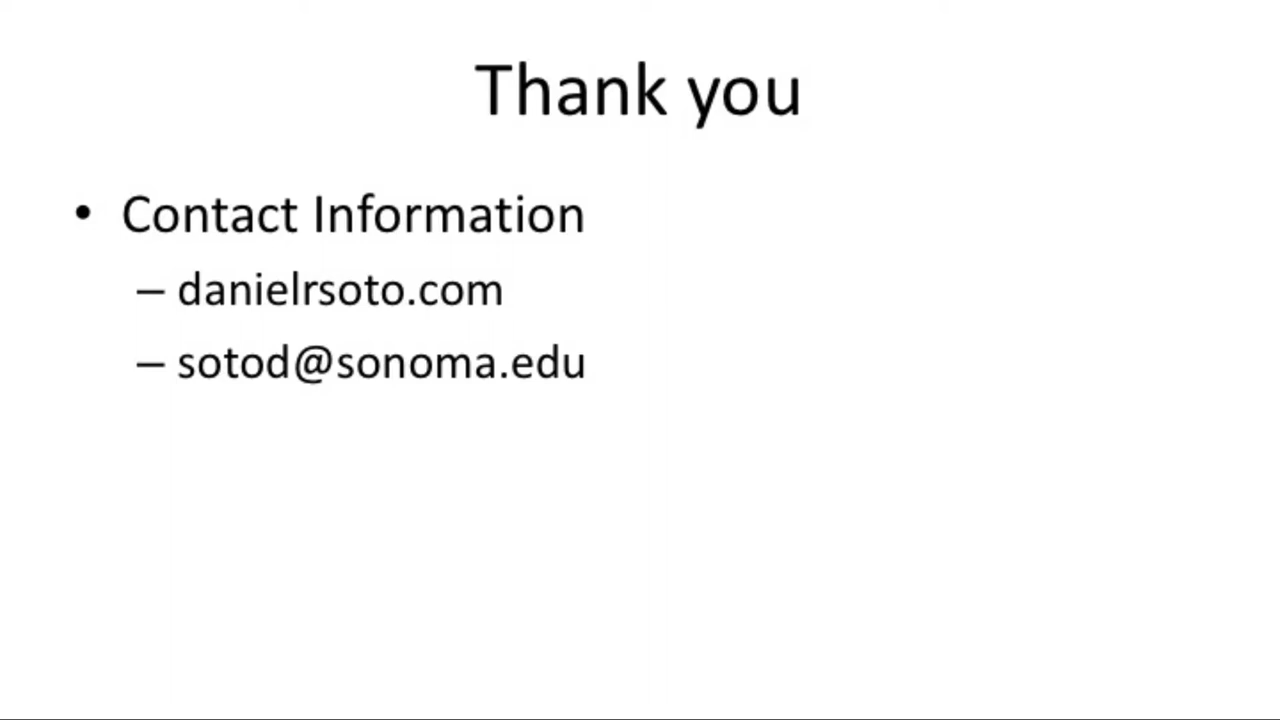 Thank you
• Contact Information
– danielrsoto.com
– sotod@sonoma.edu